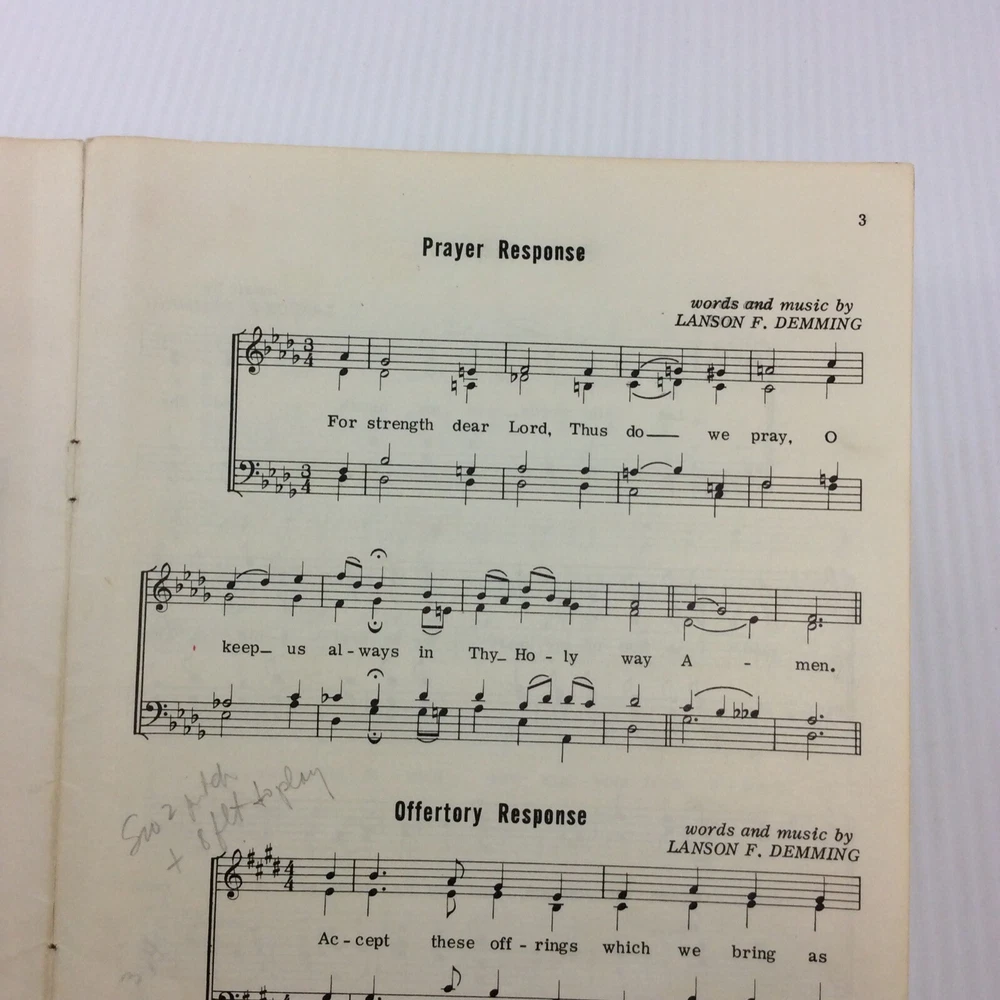 3
Prayer Response
words and music by
LANSON F. DEMMING
For strength dear Lord, Thus do— we pray, O
keep— us al-ways in Thy— Ho-ly way A - men.
to play
Offertory Response
words and music by
LANSON F. DEMMING
Ac-cept these off-rings which we bring as